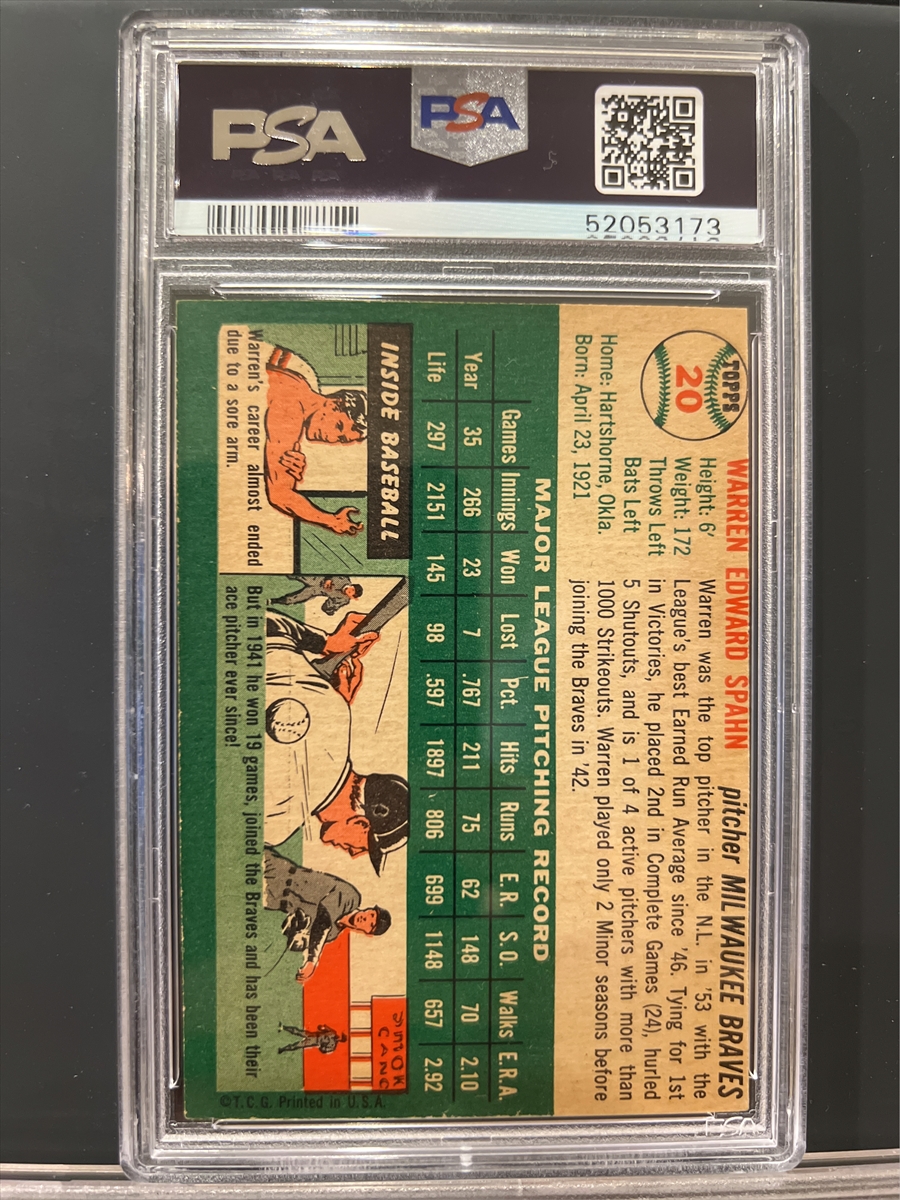 PSA
PSA
52053173
TOPPS
20
WARREN EDWARD SPAHN pitcher MILWAUKEE BRAVES
Height: 6'
Weight: 172
Throws Left
Bats Left
Home: Hartshorne, Okla.
Born: April 23, 1921
Warren was the top pitcher in the N.L. in '53 with the
League's best Earned Run Average since '46. Tying for 1st
in Victories, he placed 2nd in Complete Games (24), hurled
5 Shutouts, and is 1 of 4 active pitchers with more than
1000 Strikeouts. Warren played only 2 Minor seasons before
joining the Braves in '42.
MAJOR LEAGUE PITCHING RECORD
Games Innings Won Lost Pct. Hits Runs E.R. S.O. Walks E.R.A.
Year 35 266 23 7 .767 211 75 62 148 70 2.10
Life 297 2151 145 98 .597 1897 806 699 1148 657 2.92
INSIDE BASEBALL
Warren's career almost ended
due to a sore arm.
But in 1941 he won 19 games, joined the Braves and has been their
ace pitcher ever since!
©T.C.G. Printed in U.S.A.
PSA